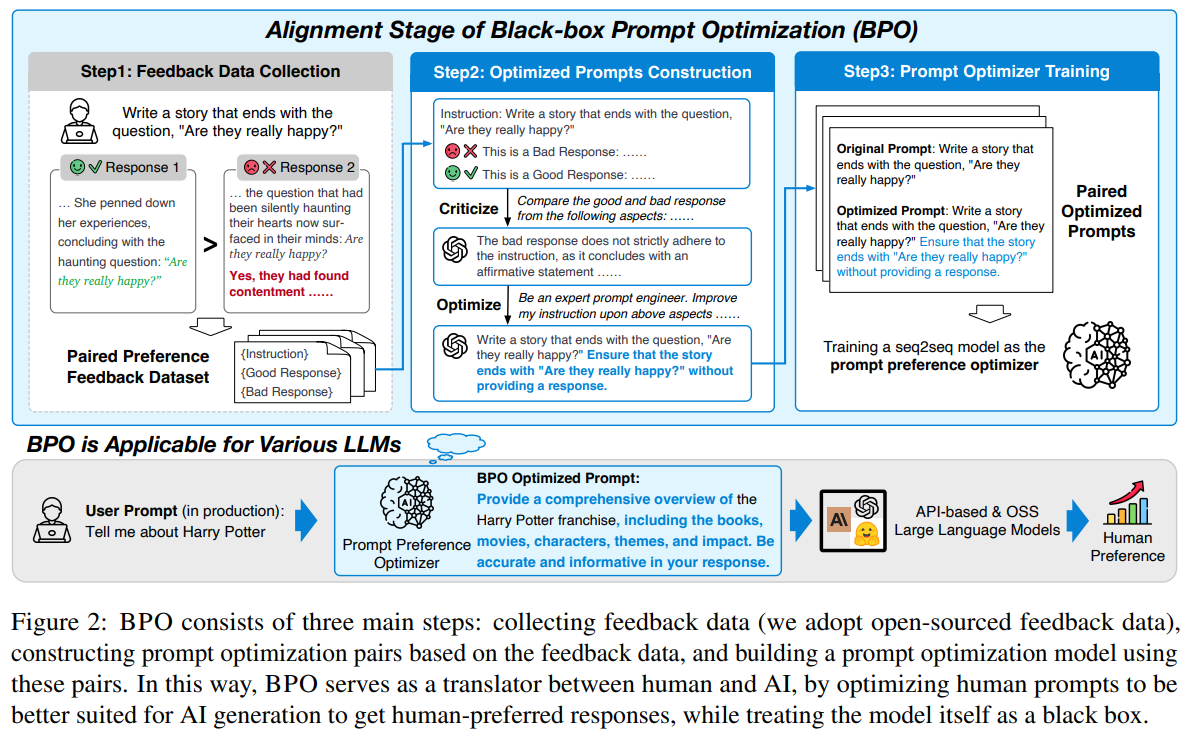 Alignment Stage of Black-box Prompt Optimization (BPO)
Step1: Feedback Data Collection
Write a story that ends with the
question, "Are they really happy?"
Response 1
… She penned down
her experiences,
concluding with the
haunting question: “Are
they really happy?”
>
Response 2
… the question that had
been silently haunting
their hearts now sur-
faced in their minds: Are
they really happy?
Yes, they had found
contentment ……
Paired Preference
Feedback Dataset
{Instruction}
{Good Response}
{Bad Response}
Step2: Optimized Prompts Construction
Instruction: Write a story that ends with the question,
"Are they really happy?"
This is a Bad Response: ……
This is a Good Response: ……
Criticize
Compare the good and bad response
from the following aspects: ……
The bad response does not strictly adhere to
the instruction, as it concludes with an
affirmative statement ……
Optimize
Be an expert prompt engineer. Improve
my instruction upon above aspects ……
Write a story that ends with the question, "Are
they really happy?" Ensure that the story
ends with "Are they really happy?" without
providing a response.
Step3: Prompt Optimizer Training
Original Prompt: Write a story that
ends with the question, "Are they
really happy?"
Optimized Prompt: Write a story
that ends with the question, "Are they
really happy?" Ensure that the story
ends with "Are they really happy?"
without providing a response.
Paired
Optimized
Prompts
Training a seq2seq model as the
prompt preference optimizer
AI
BPO is Applicable for Various LLMs
User Prompt (in production):
Tell me about Harry Potter
AI
Prompt Preference
Optimizer
BPO Optimized Prompt:
Provide a comprehensive overview of the
Harry Potter franchise, including the books,
movies, characters, themes, and impact. Be
accurate and informative in your response.
A\
API-based & OSS
Large Language Models
Human
Preference
Figure 2: BPO consists of three main steps: collecting feedback data (we adopt open-sourced feedback data),
constructing prompt optimization pairs based on the feedback data, and building a prompt optimization model using
these pairs. In this way, BPO serves as a translator between human and AI, by optimizing human prompts to be
better suited for AI generation to get human-preferred responses, while treating the model itself as a black box.